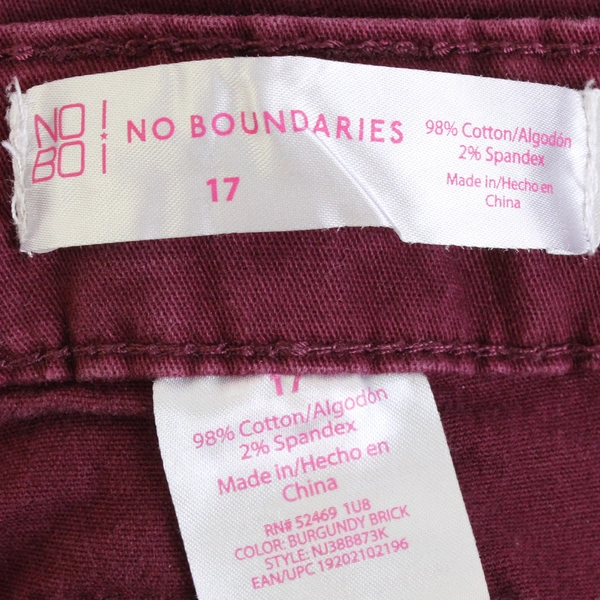 NO!
BO!
NO BOUNDARIES
17
98% Cotton/Algodón
2% Spandex
Made in/Hecho en
China
17
98% Cotton/Algodón
2% Spandex
Made in/Hecho en
China
RN# 52469 1U8
COLOR: BURGUNDY BRICK
STYLE: NJ38B873K
EAN/UPC 19202102196